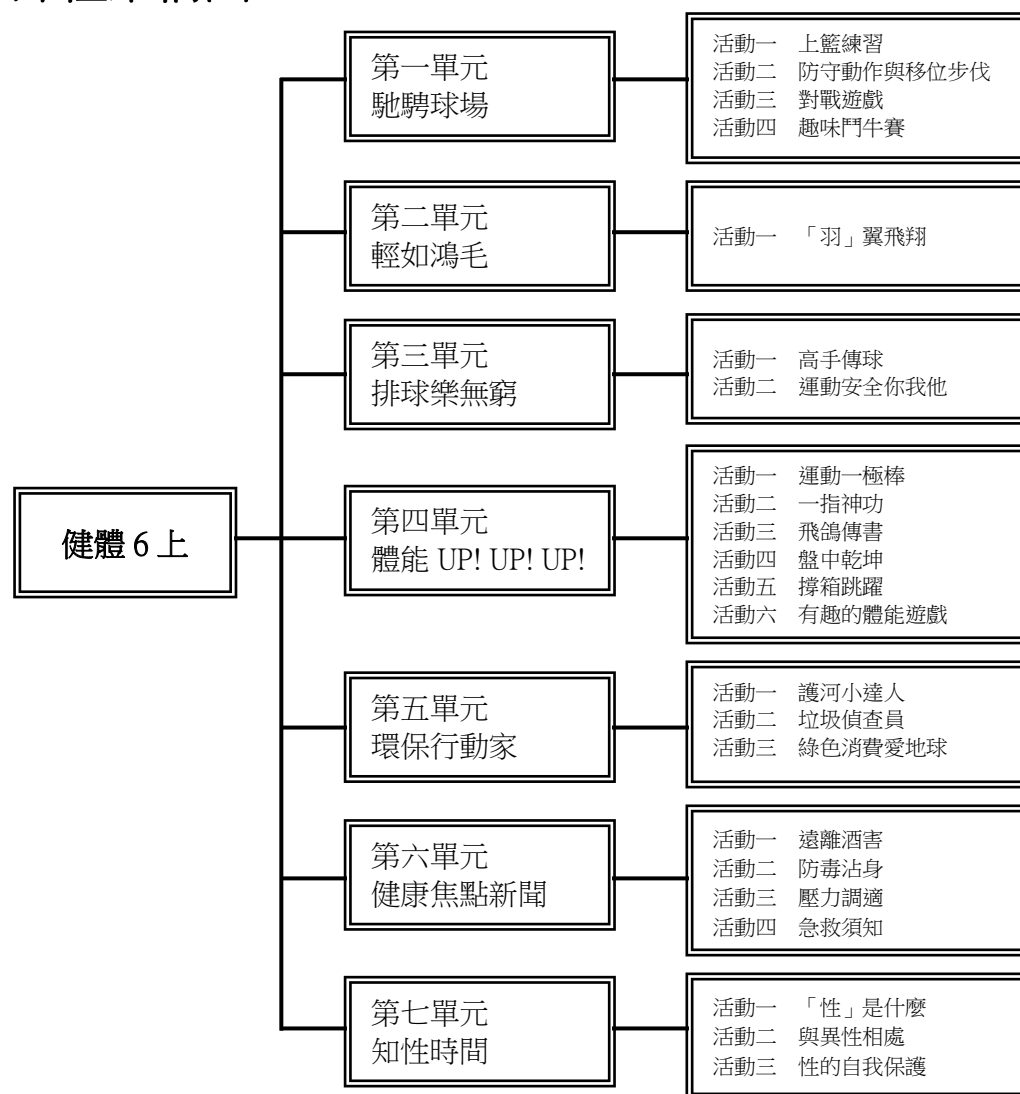 健體 6 上
第一單元
馳騁球場
活動一 上籃練習
活動二 防守動作與移位步伐
活動三 對戰遊戲
活動四 趣味鬥牛賽
第二單元
輕如鴻毛
活動一 「羽」翼飛翔
第三單元
排球樂無窮
活動一 高手傳球
活動二 運動安全你我他
第四單元
體能 UP! UP! UP!
活動一 運動一極棒
活動二 一指神功
活動三 飛鴿傳書
活動四 盤中乾坤
活動五 撐箱跳躍
活動六 有趣的體能遊戲
第五單元
環保行動家
活動一 護河小達人
活動二 垃圾偵查員
活動三 綠色消費愛地球
第六單元
健康焦點新聞
活動一 遠離酒害
活動二 防毒沾身
活動三 壓力調適
活動四 急救須知
第七單元
知性時間
活動一 「性」是什麼
活動二 與異性相處
活動三 性的自我保護